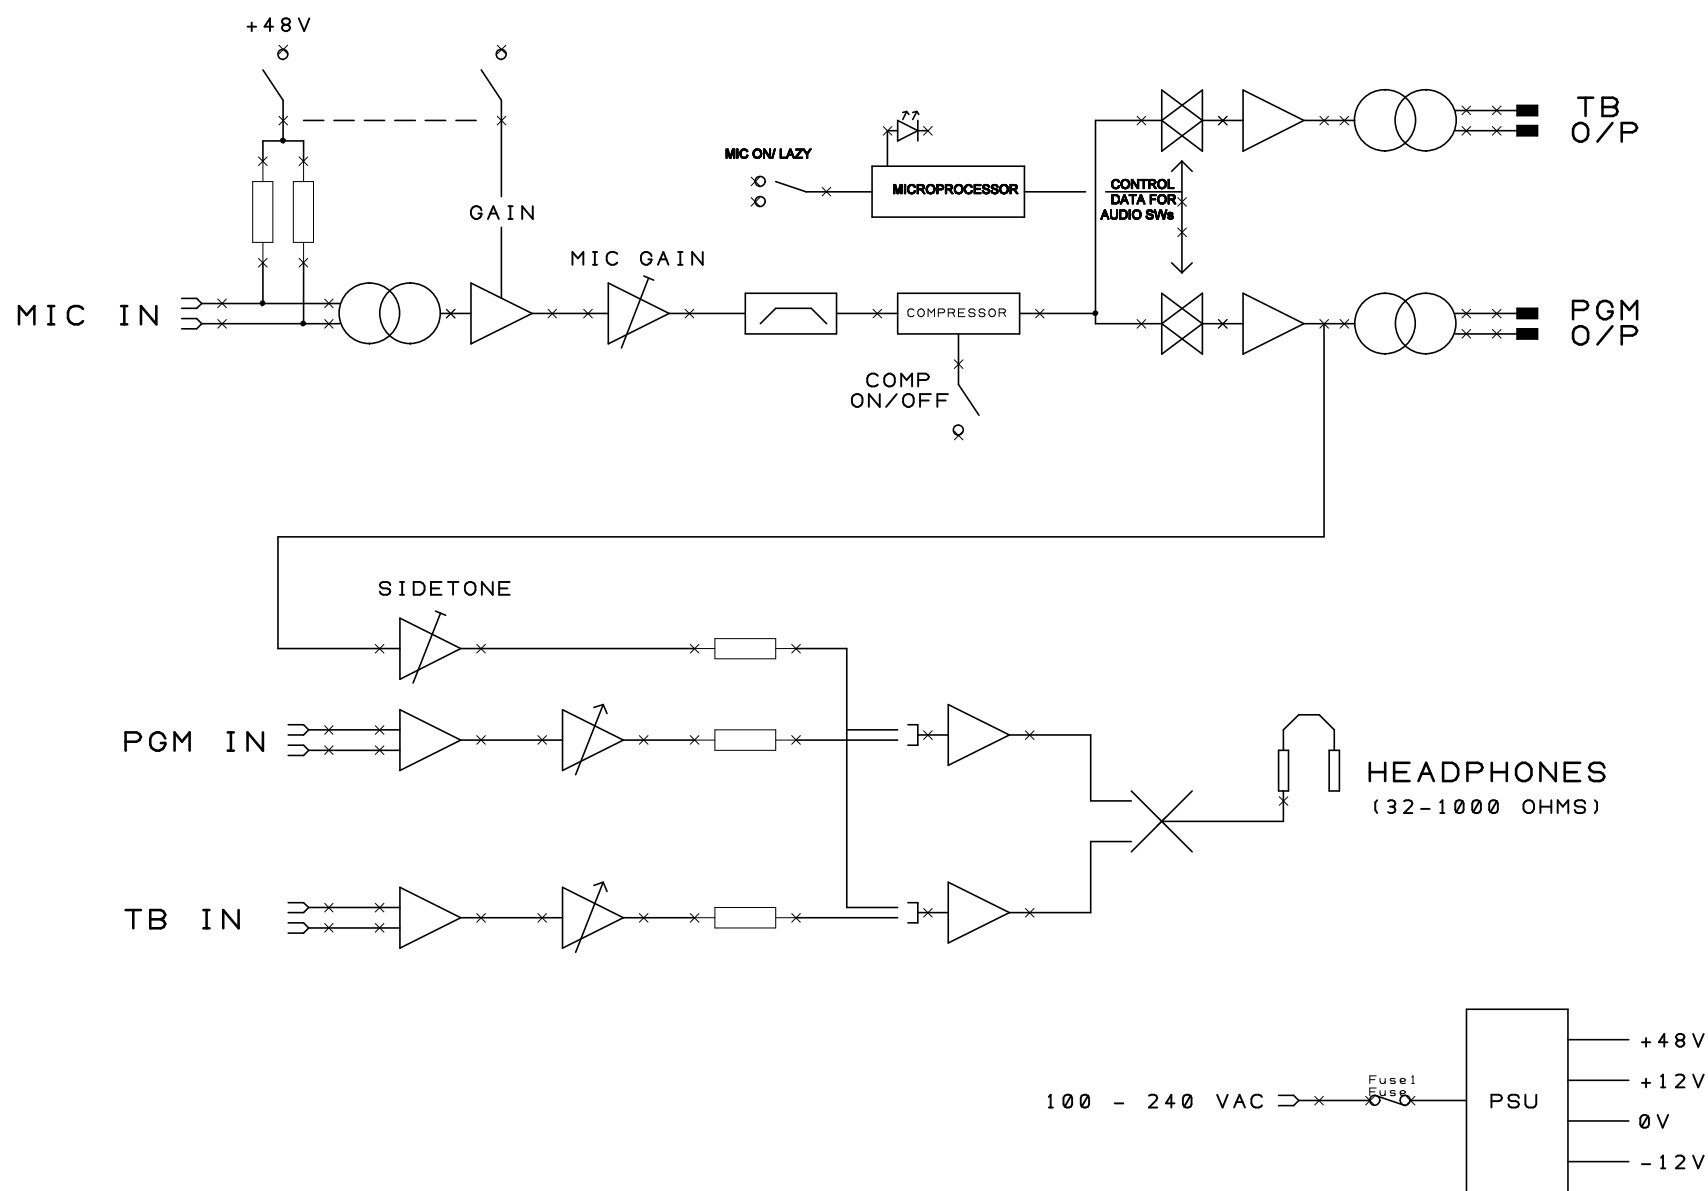 +48V
TB
O/P
MIC ON/ LAZY
MICROPROCESSOR
CONTROL
DATA FOR
AUDIO SWs
GAIN
MIC GAIN
MIC IN
COMPRESSOR
PGM
O/P
COMP
ON/OFF
SIDETONE
PGM IN
HEADPHONES
(32-1000 OHMS)
TB IN
+48V
Fuse1
Fuse
+12V
100 - 240 VAC
PSU
0V
-12V